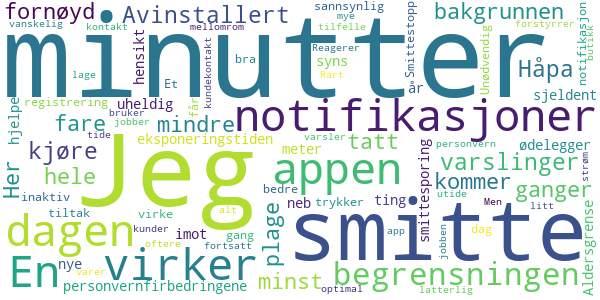 fornøyd Avinstallert sannsynlig bakgrunnen forstyrrer
vanskelig kontakt mellomrom mye tilfelle
hensikt Et lage kundekontakt bra Reagerer Rart syns Smittestopp år Unødvendig notifikasjon butikk
minutter
Håpa
registrering uheldig får sjeldent
hjelpe fare mindre notifikasjoner
tide jobber bruker
kjøre eksponeringstiden tatt personvern ødelegger
varsler meter smittesporing varslinger
Her hele Jeg appen kommer ganger strøm
inaktiv bedre utide
tiltak virke neb trykker ting Men litt
dagen imot plage smitte
nye alt gang app dag jobben Aldersgrense
kunder oftere fortsatt
En virker minst begrensningen
varer
personvernfirbedringene optimal latterlig